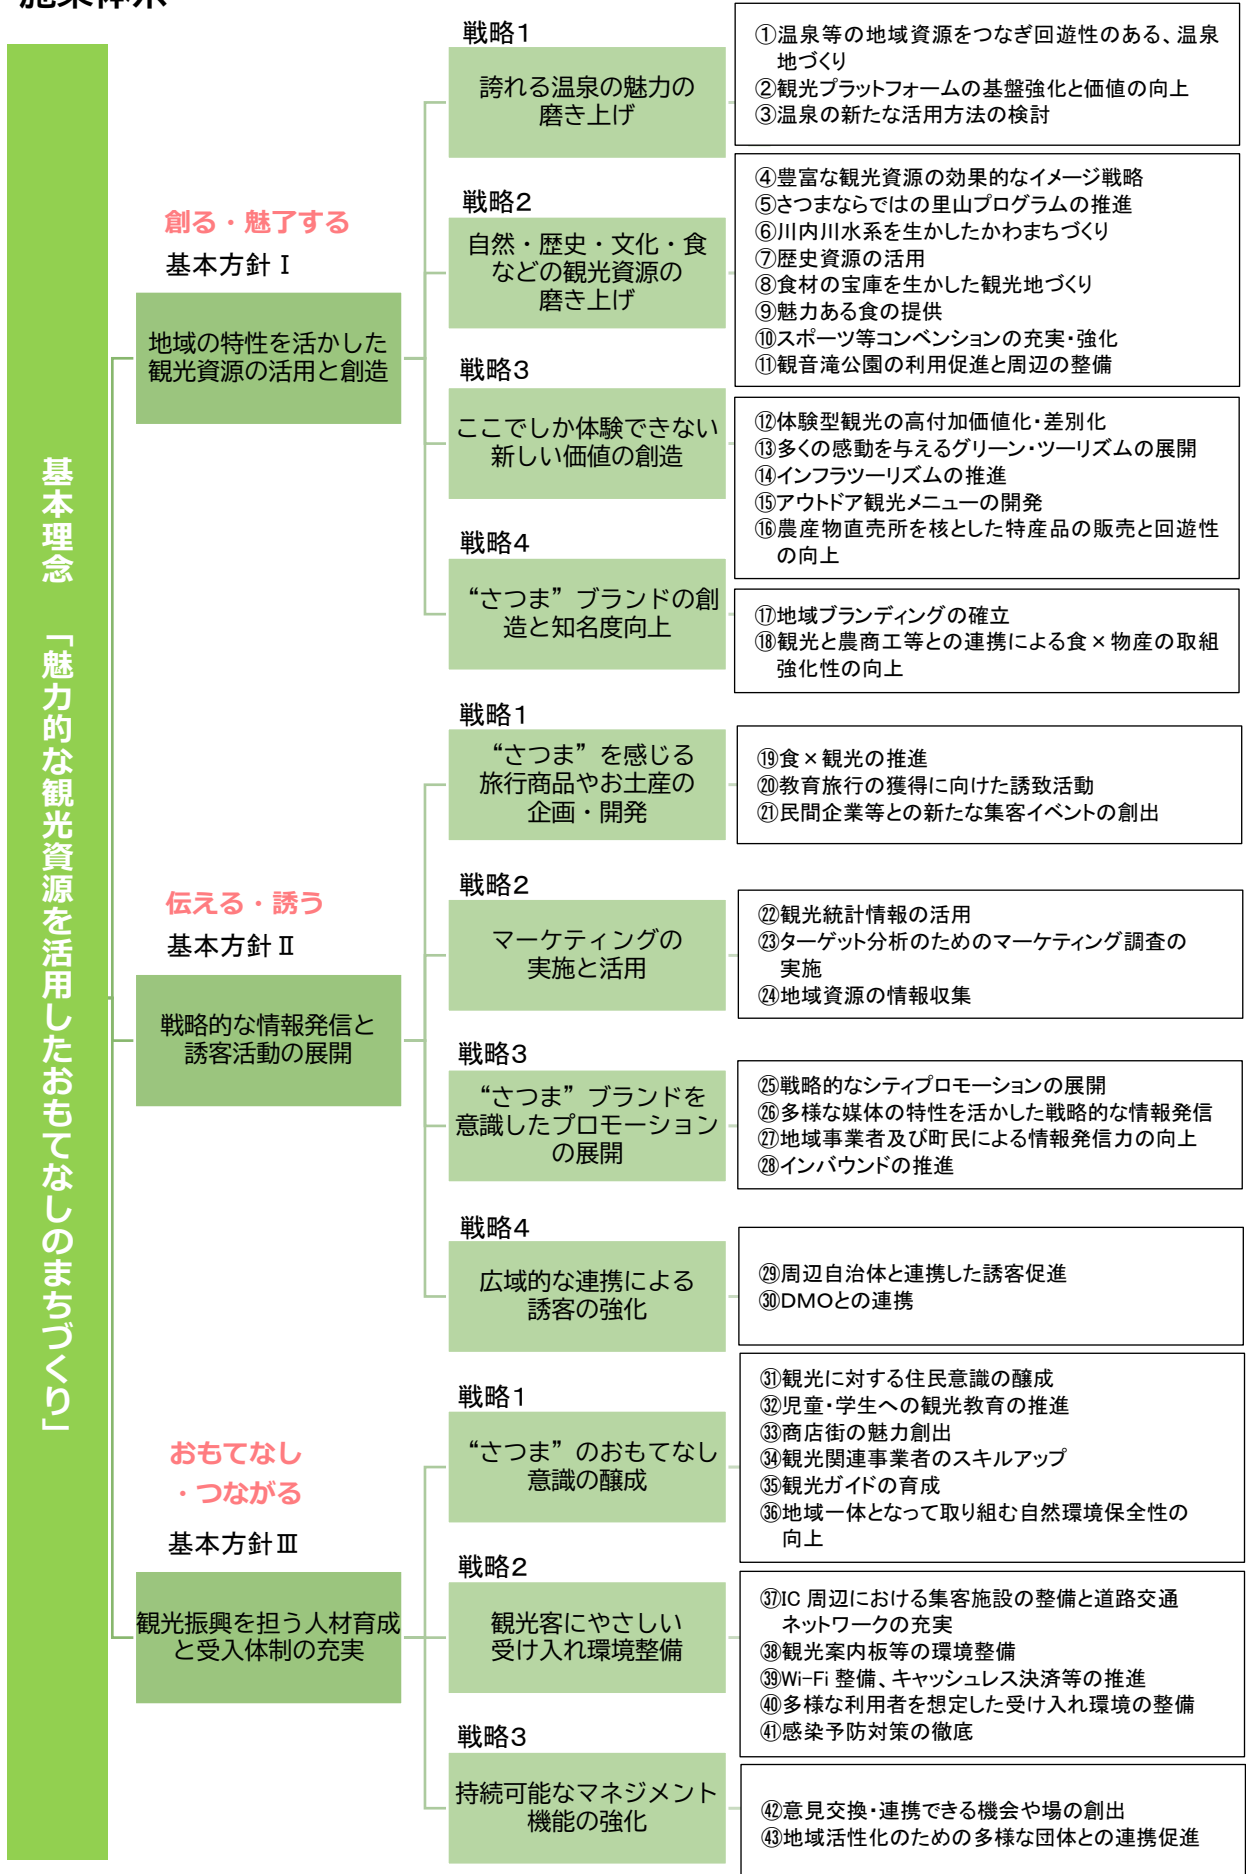 施策体系
基本理念 「魅力的な観光資源を活用したおもてなしのまちづくり」
創る・魅了する
基本方針Ⅰ
地域の特性を活かした
観光資源の活用と創造
戦略1
誇れる温泉の魅力の
磨き上げ
①温泉等の地域資源をつなぎ回遊性のある、温泉
地づくり
②観光プラットフォームの基盤強化と価値の向上
③温泉の新たな活用方法の検討
戦略2
自然・歴史・文化・食
などの観光資源の
磨き上げ
④豊富な観光資源の効果的なイメージ戦略
⑤さつまならではの里山プログラムの推進
⑥川内川水系を生かしたかわまちづくり
⑦歴史資源の活用
⑧食材の宝庫を生かした観光地づくり
⑨魅力ある食の提供
⑩スポーツ等コンベンションの充実・強化
⑪観音滝公園の利用促進と周辺の整備
戦略3
ここでしか体験できない
新しい価値の創造
⑫体験型観光の高付加価値化・差別化
⑬多くの感動を与えるグリーン・ツーリズムの展開
⑭インフラツーリズムの推進
⑮アウトドア観光メニューの開発
⑯農産物直売所を核とした特産品の販売と回遊性
の向上
戦略4
“さつま”ブランドの創
造と知名度向上
⑰地域ブランディングの確立
⑱観光と農商工等との連携による食×物産の取組
強化性の向上
伝える・誘う
基本方針Ⅱ
戦略的な情報発信と
誘客活動の展開
戦略1
“さつま”を感じる
旅行商品やお土産の
企画・開発
⑲食×観光の推進
⑳教育旅行の獲得に向けた誘致活動
㉑民間企業等との新たな集客イベントの創出
戦略2
マーケティングの
実施と活用
㉒観光統計情報の活用
㉓ターゲット分析のためのマーケティング調査の
実施
㉔地域資源の情報収集
戦略3
“さつま”ブランドを
意識したプロモーション
の展開
㉕戦略的なシティプロモーションの展開
㉖多様な媒体の特性を活かした戦略的な情報発信
㉗地域事業者及び町民による情報発信力の向上
㉘インバウンドの推進
戦略4
広域的な連携による
誘客の強化
㉙周辺自治体と連携した誘客促進
㉚DMOとの連携
おもてなし
・つながる
基本方針Ⅲ
観光振興を担う人材育成
と受入体制の充実
戦略1
“さつま”のおもてなし
意識の醸成
㉛観光に対する住民意識の醸成
㉜児童・学生への観光教育の推進
㉝商店街の魅力創出
㉞観光関連事業者のスキルアップ
㉟観光ガイドの育成
㊱地域一体となって取り組む自然環境保全性の
向上
戦略2
観光客にやさしい
受け入れ環境整備
㊲IC 周辺における集客施設の整備と道路交通
ネットワークの充実
㊳観光案内板等の環境整備
㊴Wi-Fi 整備、キャッシュレス決済等の推進
㊵多様な利用者を想定した受け入れ環境の整備
㊶感染予防対策の徹底
戦略3
持続可能なマネジメント
機能の強化
㊷意見交換・連携できる機会や場の創出
㊸地域活性化のための多様な団体との連携促進